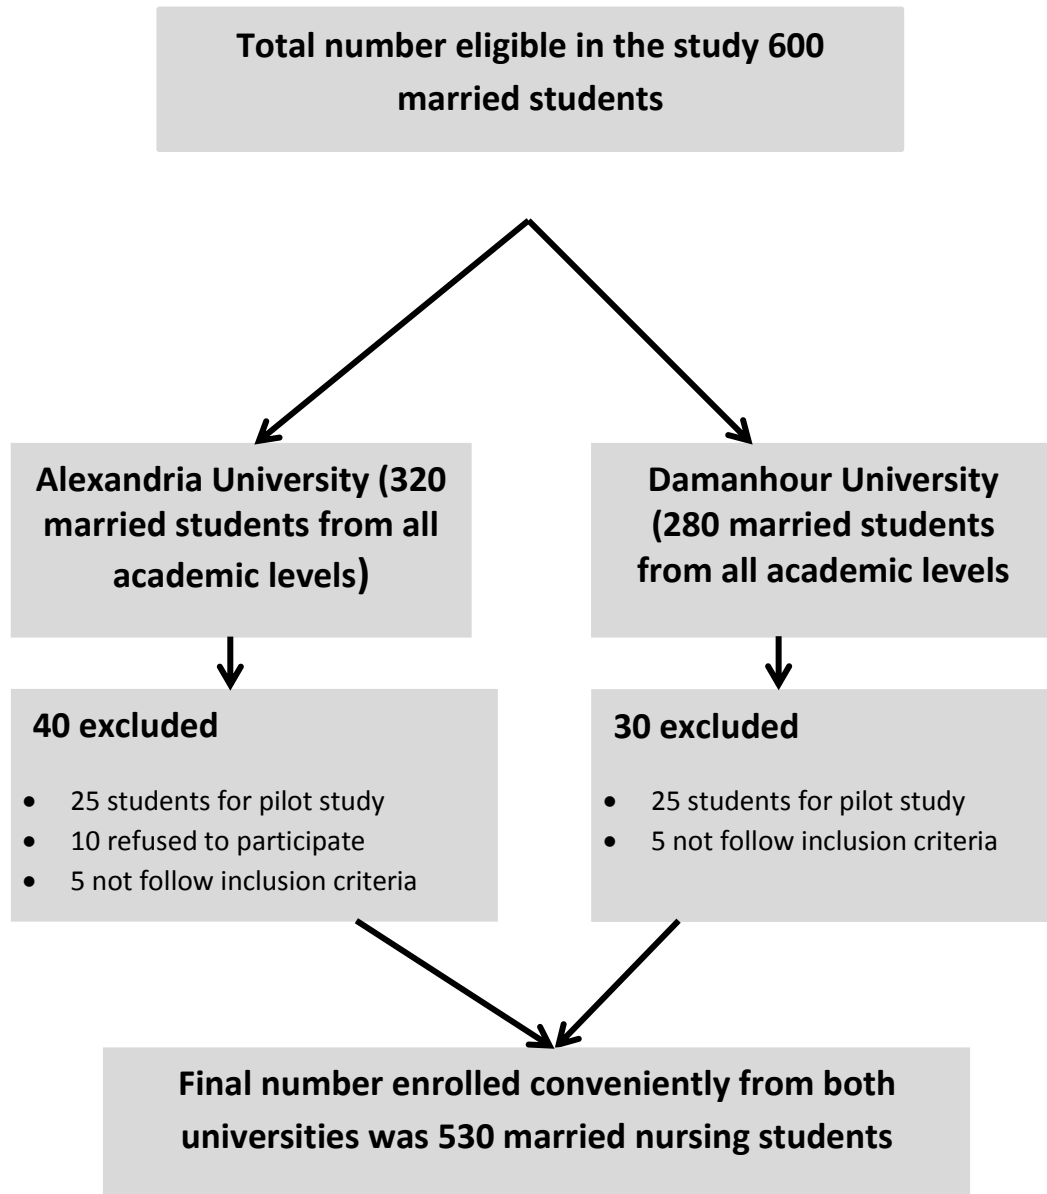 Total number eligible in the study 600
married students
Alexandria University (320
married students from all
academic levels)
Damanhour University
(280 married students
from all academic levels
40 excluded
• 25 students for pilot study
• 10 refused to participate
• 5 not follow inclusion criteria
30 excluded
• 25 students for pilot study
• 5 not follow inclusion criteria
Final number enrolled conveniently from both
universities was 530 married nursing students